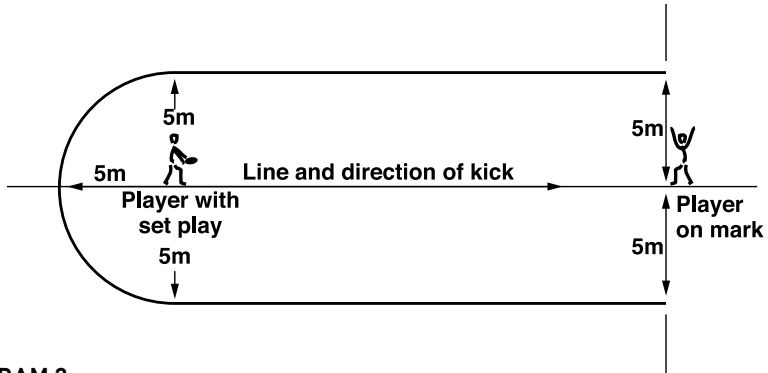 5m
5m
5m
Line and direction of kick
Player with
set play
Player
on mark
5m
5m